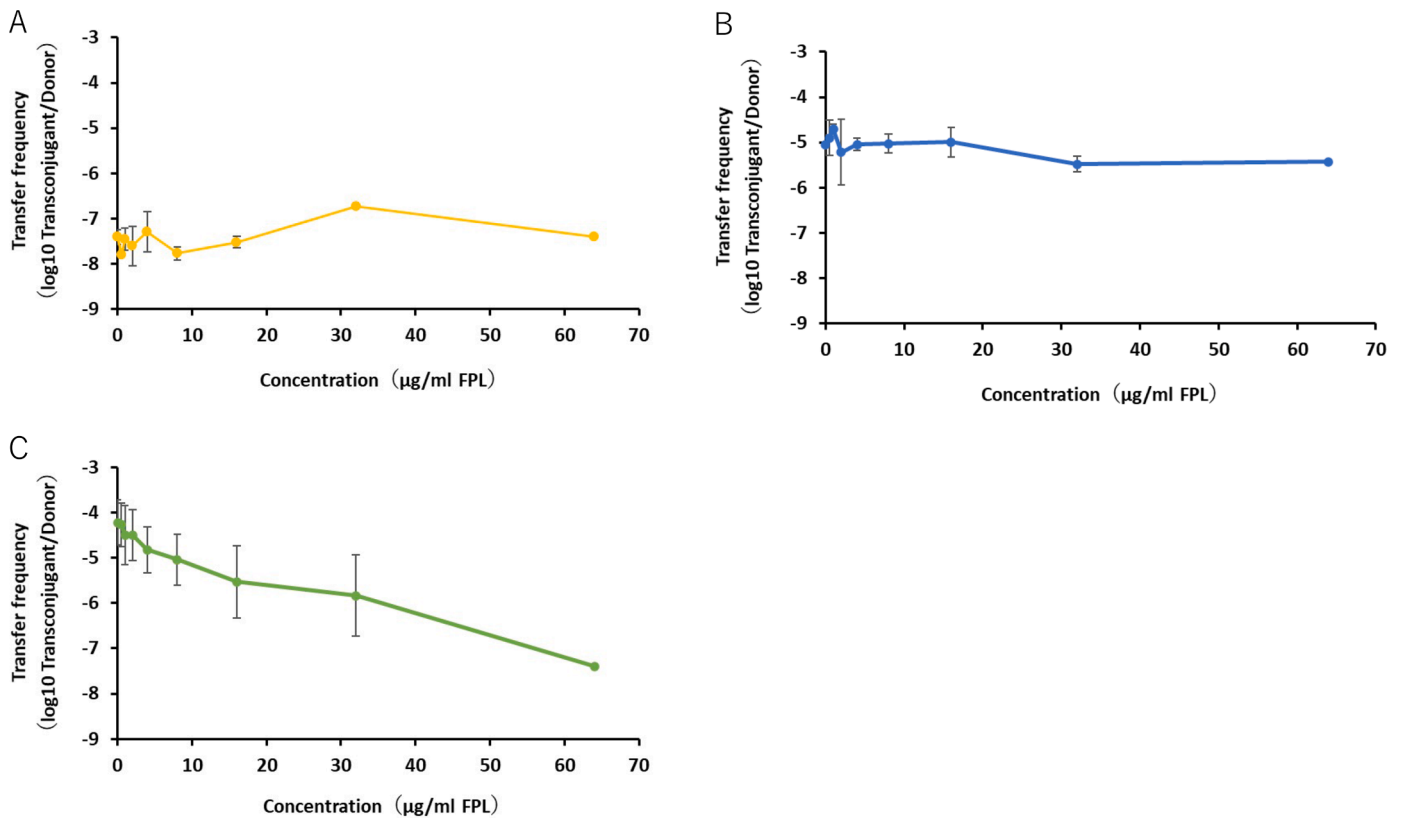 A
Transfer frequency
（log10 Transconjugant/Donor）
-3
-4
-5
-6
-7
-8
-9
0 10 20 30 40 50 60 70
Concentration（µg/ml FPL）
B
Transfer frequency
（log10 Transconjugant/Donor）
-3
-4
-5
-6
-7
-8
-9
0 10 20 30 40 50 60 70
Concentration（µg/ml FPL）
C
Transfer frequency
（log10 Transconjugant/Donor）
-3
-4
-5
-6
-7
-8
-9
0 10 20 30 40 50 60 70
Concentration（µg/ml FPL）